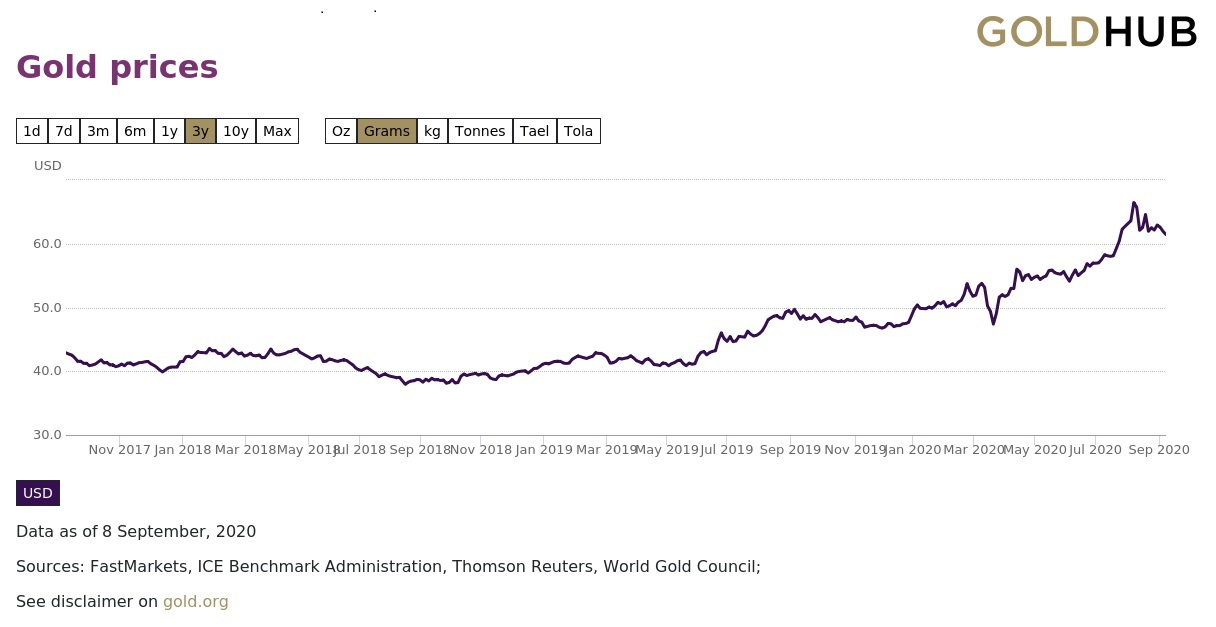 GOLDHUB
Gold prices
1d 7d 3m 6m 1y 3y 10y Max Oz Grams kg Tonnes Tael Tola
USD
60.0
50.0
40.0
30.0
Nov 2017 Jan 2018 Mar 2018 May 2018 Jul 2018 Sep 2018 Nov 2018 Jan 2019 Mar 2019 May 2019 Jul 2019 Sep 2019 Nov 2019 Jan 2020 Mar 2020 May 2020 Jul 2020 Sep 2020
USD
Data as of 8 September, 2020
Sources: FastMarkets, ICE Benchmark Administration, Thomson Reuters, World Gold Council;
See disclaimer on gold.org